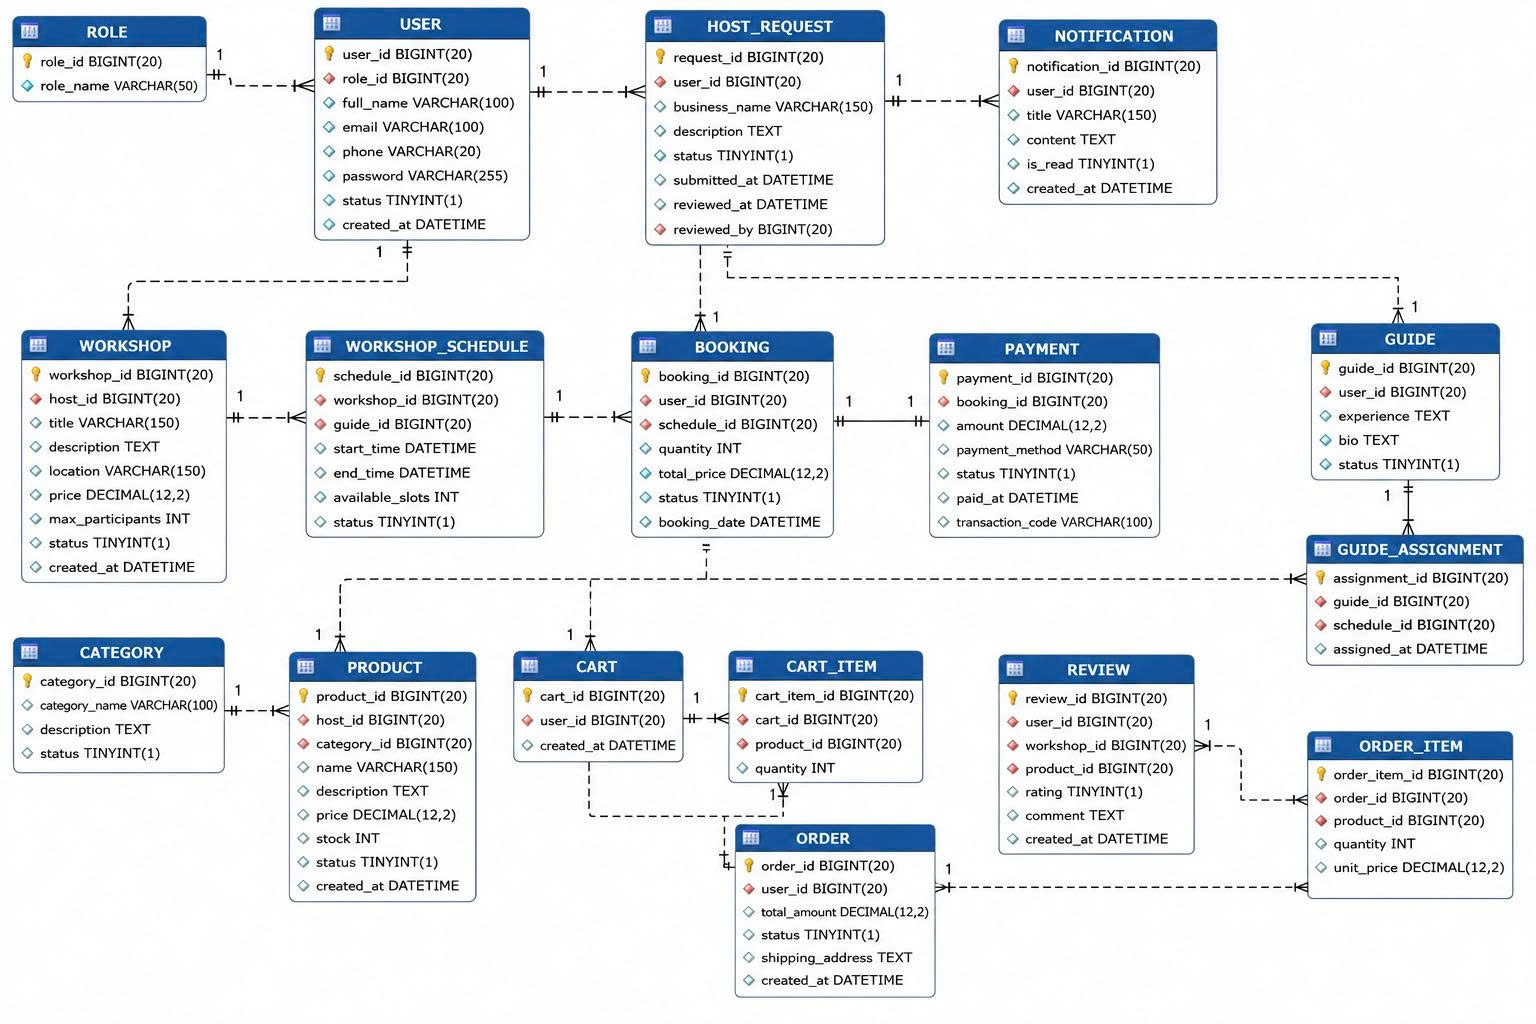 ROLE
role_id BIGINT(20)
role_name VARCHAR(50)
1
USER
user_id BIGINT(20)
role_id BIGINT(20)
full_name VARCHAR(100)
email VARCHAR(100)
phone VARCHAR(20)
password VARCHAR(255)
status TINYINT(1)
created_at DATETIME
1
1
HOST_REQUEST
request_id BIGINT(20)
user_id BIGINT(20)
business_name VARCHAR(150)
description TEXT
status TINYINT(1)
submitted_at DATETIME
reviewed_at DATETIME
reviewed_by BIGINT(20)
1
NOTIFICATION
notification_id BIGINT(20)
user_id BIGINT(20)
title VARCHAR(150)
content TEXT
is_read TINYINT(1)
created_at DATETIME
WORKSHOP
workshop_id BIGINT(20)
host_id BIGINT(20)
title VARCHAR(150)
description TEXT
location VARCHAR(150)
price DECIMAL(12,2)
max_participants INT
status TINYINT(1)
created_at DATETIME
1
WORKSHOP_SCHEDULE
schedule_id BIGINT(20)
workshop_id BIGINT(20)
guide_id BIGINT(20)
start_time DATETIME
end_time DATETIME
available_slots INT
status TINYINT(1)
1
1
BOOKING
booking_id BIGINT(20)
user_id BIGINT(20)
schedule_id BIGINT(20)
quantity INT
total_price DECIMAL(12,2)
status TINYINT(1)
booking_date DATETIME
1
1
PAYMENT
payment_id BIGINT(20)
booking_id BIGINT(20)
amount DECIMAL(12,2)
payment_method VARCHAR(50)
status TINYINT(1)
paid_at DATETIME
transaction_code VARCHAR(100)
1
GUIDE
guide_id BIGINT(20)
user_id BIGINT(20)
experience TEXT
bio TEXT
status TINYINT(1)
1
GUIDE_ASSIGNMENT
assignment_id BIGINT(20)
guide_id BIGINT(20)
schedule_id BIGINT(20)
assigned_at DATETIME
CATEGORY
category_id BIGINT(20)
category_name VARCHAR(100)
description TEXT
status TINYINT(1)
1
1
PRODUCT
product_id BIGINT(20)
host_id BIGINT(20)
category_id BIGINT(20)
name VARCHAR(150)
description TEXT
price DECIMAL(12,2)
stock INT
status TINYINT(1)
created_at DATETIME
1
CART
cart_id BIGINT(20)
user_id BIGINT(20)
created_at DATETIME
1
CART_ITEM
cart_item_id BIGINT(20)
cart_id BIGINT(20)
product_id BIGINT(20)
quantity INT
1
ORDER
order_id BIGINT(20)
user_id BIGINT(20)
total_amount DECIMAL(12,2)
status TINYINT(1)
shipping_address TEXT
created_at DATETIME
1
REVIEW
review_id BIGINT(20)
user_id BIGINT(20)
workshop_id BIGINT(20)
product_id BIGINT(20)
rating TINYINT(1)
comment TEXT
created_at DATETIME
1
ORDER_ITEM
order_item_id BIGINT(20)
order_id BIGINT(20)
product_id BIGINT(20)
quantity INT
unit_price DECIMAL(12,2)